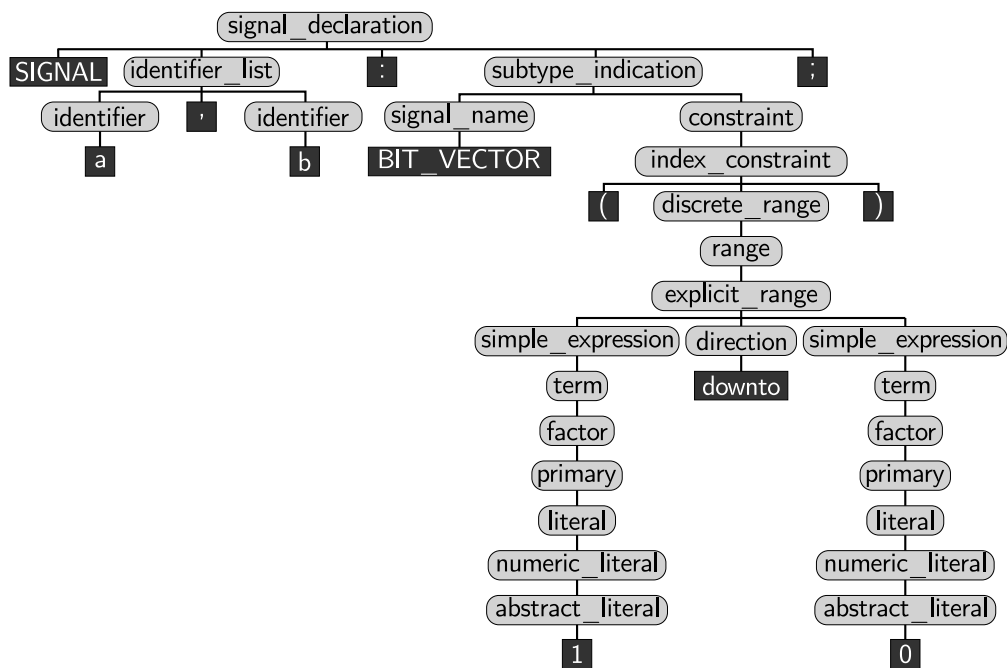 signal_declaration
SIGNAL identifier_list : subtype_indication ;
identifier , identifier signal_name constraint
a b BIT_VECTOR index_constraint
( discrete_range )
range
explicit_range
simple_expression direction simple_expression
term downto term
factor factor
primary primary
literal literal
numeric_literal numeric_literal
abstract_literal abstract_literal
1 0